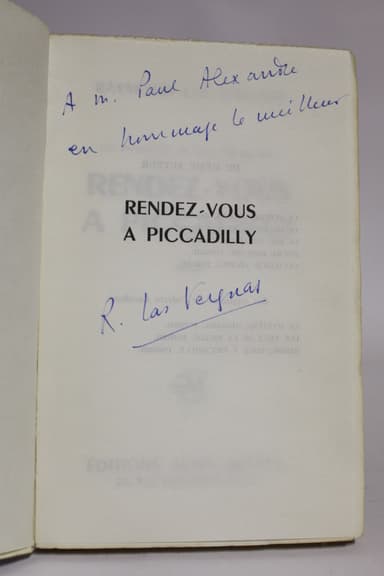 A M. Paul Alexandre
en hommage le meilleur
RENDEZ-VOUS
A PICCADILLY
R. Las Vergnas